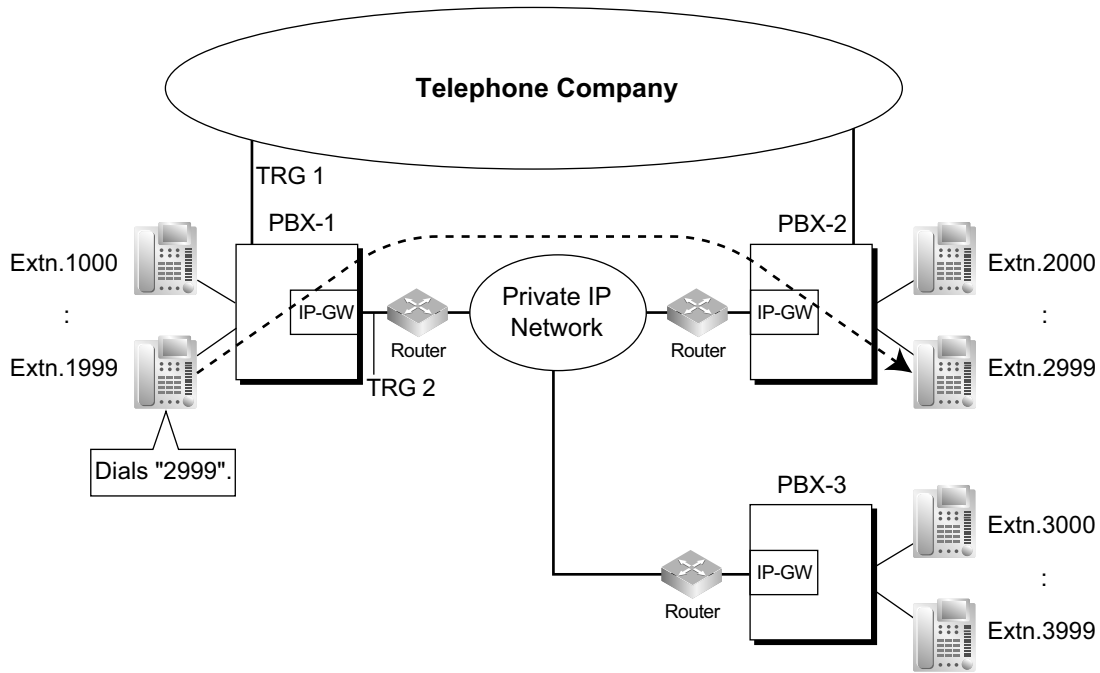 Telephone Company
TRG 1
PBX-1
PBX-2
Extn.1000
:
Extn.1999
IP-GW
Router
TRG 2
Private IP
Network
Router
IP-GW
Extn.2000
:
Extn.2999
Dials "2999".
PBX-3
IP-GW
Router
Extn.3000
:
Extn.3999